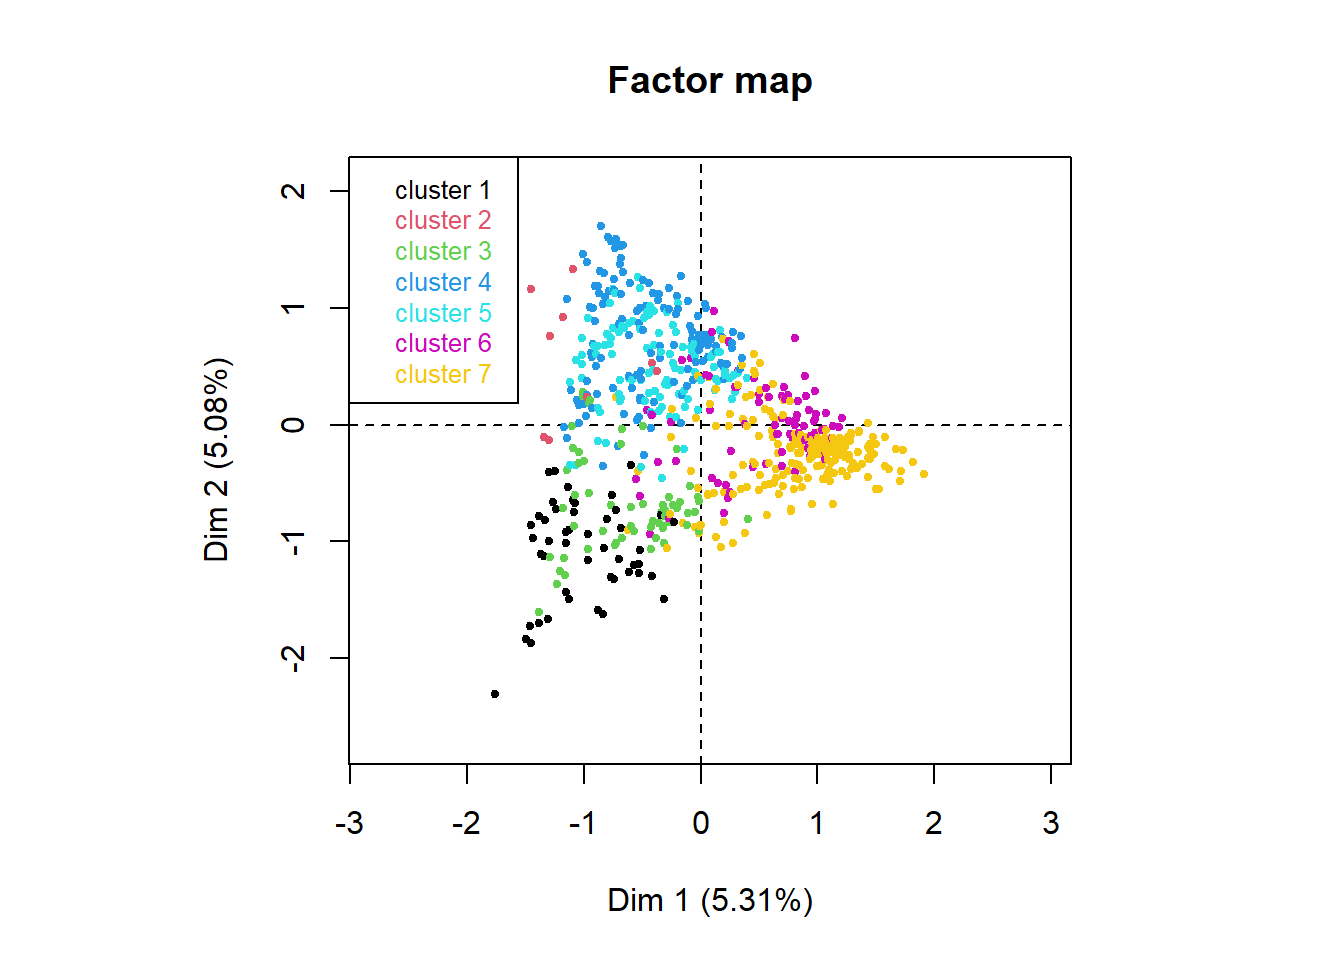 Factor map
cluster 1
cluster 2
cluster 3
cluster 4
cluster 5
cluster 6
cluster 7
2
1
0
-1
-2
Dim 2 (5.08%)
-3
-2
-1
0
1
2
3
Dim 1 (5.31%)